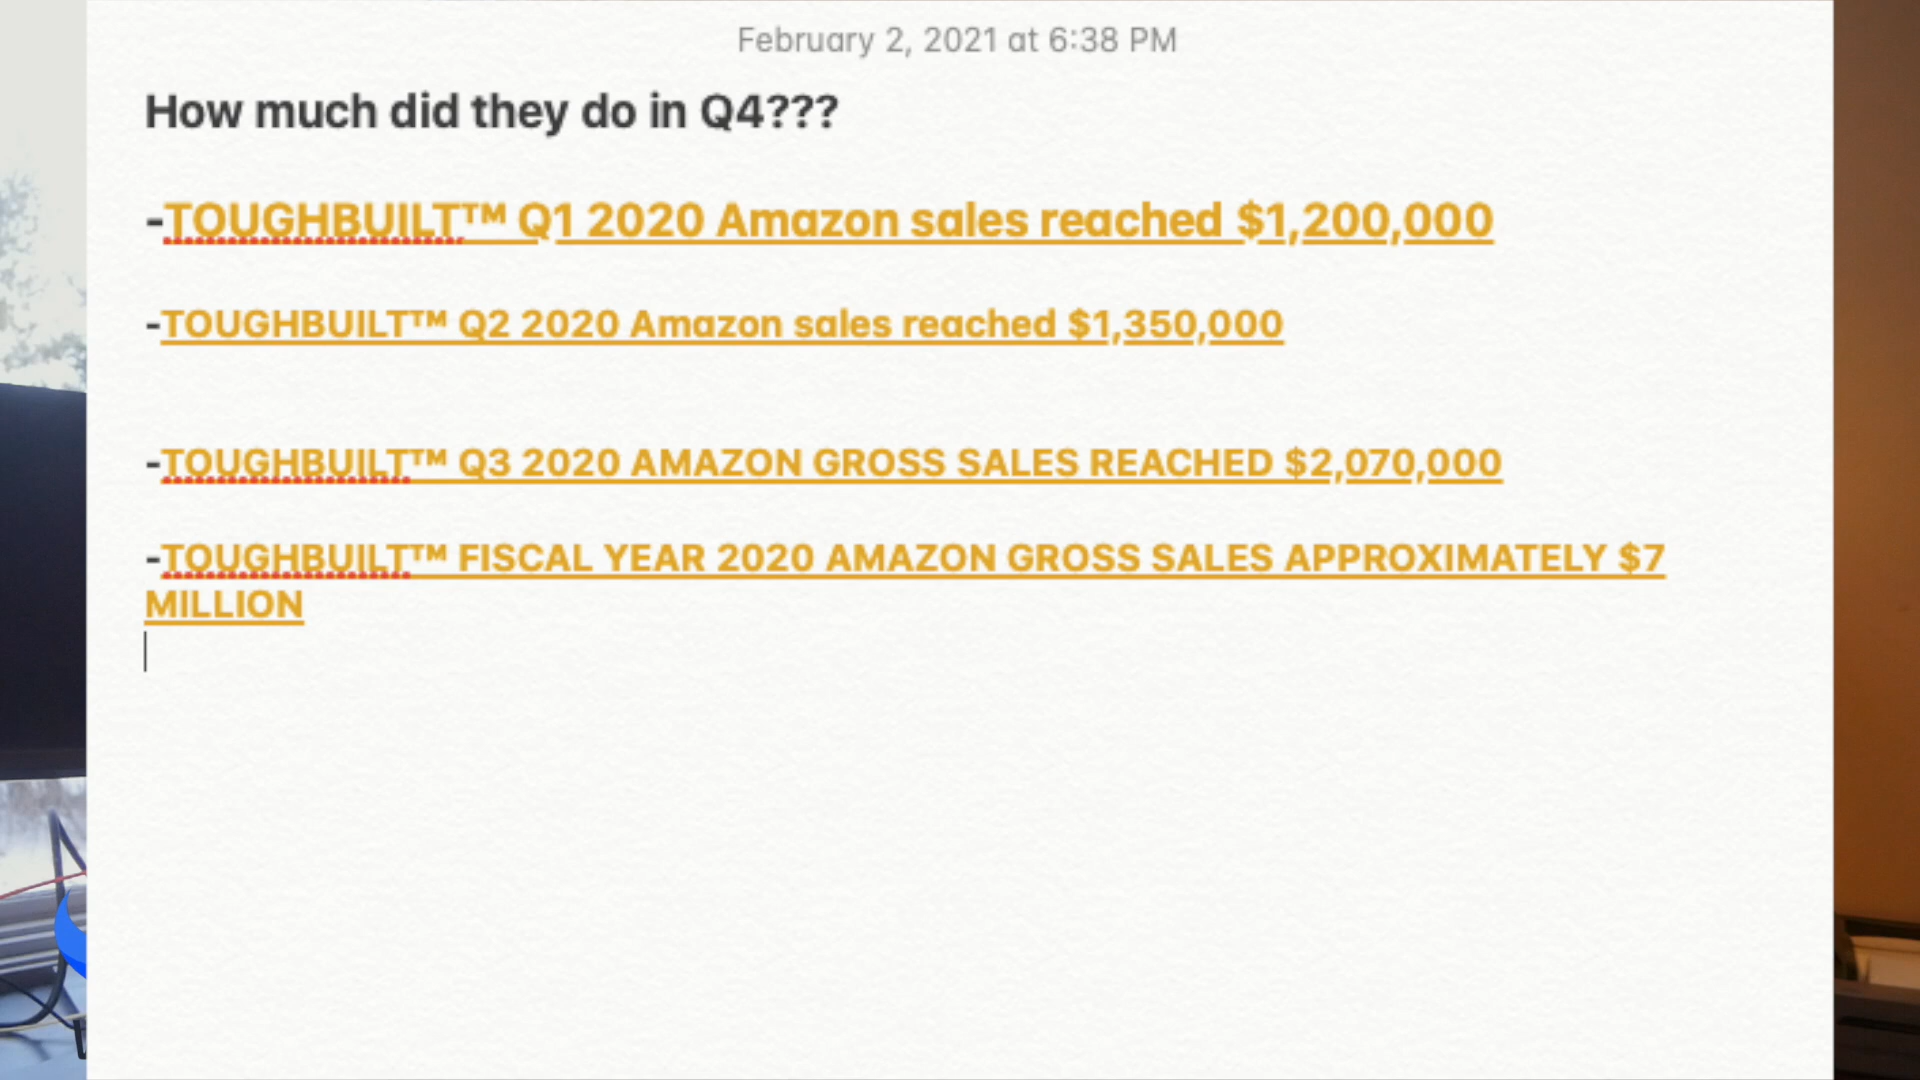 February 2, 2021 at 6:38 PM
How much did they do in Q4???
-TOUGHBUILT™ Q1 2020 Amazon sales reached $1,200,000
-TOUGHBUILT™ Q2 2020 Amazon sales reached $1,350,000
-TOUGHBUILT™ Q3 2020 AMAZON GROSS SALES REACHED $2,070,000
-TOUGHBUILT™ FISCAL YEAR 2020 AMAZON GROSS SALES APPROXIMATELY $7
MILLION